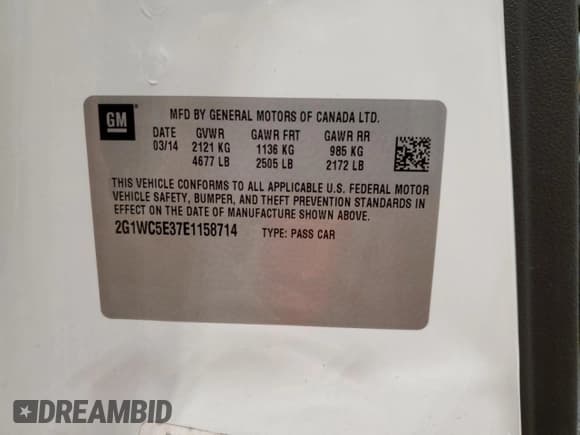 GM
MFD BY GENERAL MOTORS OF CANADA LTD.
DATE GVWR GAWR FRT GAWR RR
03/14 2121 KG 1136 KG 985 KG
4677 LB 2505 LB 2172 LB
THIS VEHICLE CONFORMS TO ALL APPLICABLE U.S. FEDERAL MOTOR
VEHICLE SAFETY, BUMPER, AND THEFT PREVENTION STANDARDS IN
EFFECT ON THE DATE OF MANUFACTURE SHOWN ABOVE.
2G1WC5E37E1158714 TYPE: PASS CAR
DREAMBID